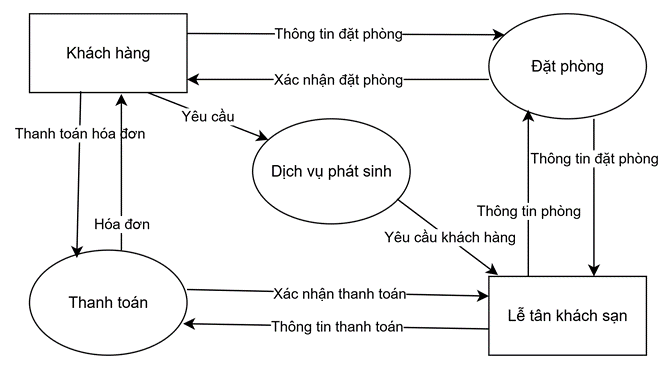 Khách hàng
Thông tin đặt phòng
Đặt phòng
Xác nhận đặt phòng
Yêu cầu
Thanh toán hóa đơn
Thông tin đặt phòng
Dịch vụ phát sinh
Thông tin phòng
Hóa đơn
Yêu cầu khách hàng
Xác nhận thanh toán
Thanh toán
Lễ tân khách sạn
Thông tin thanh toán